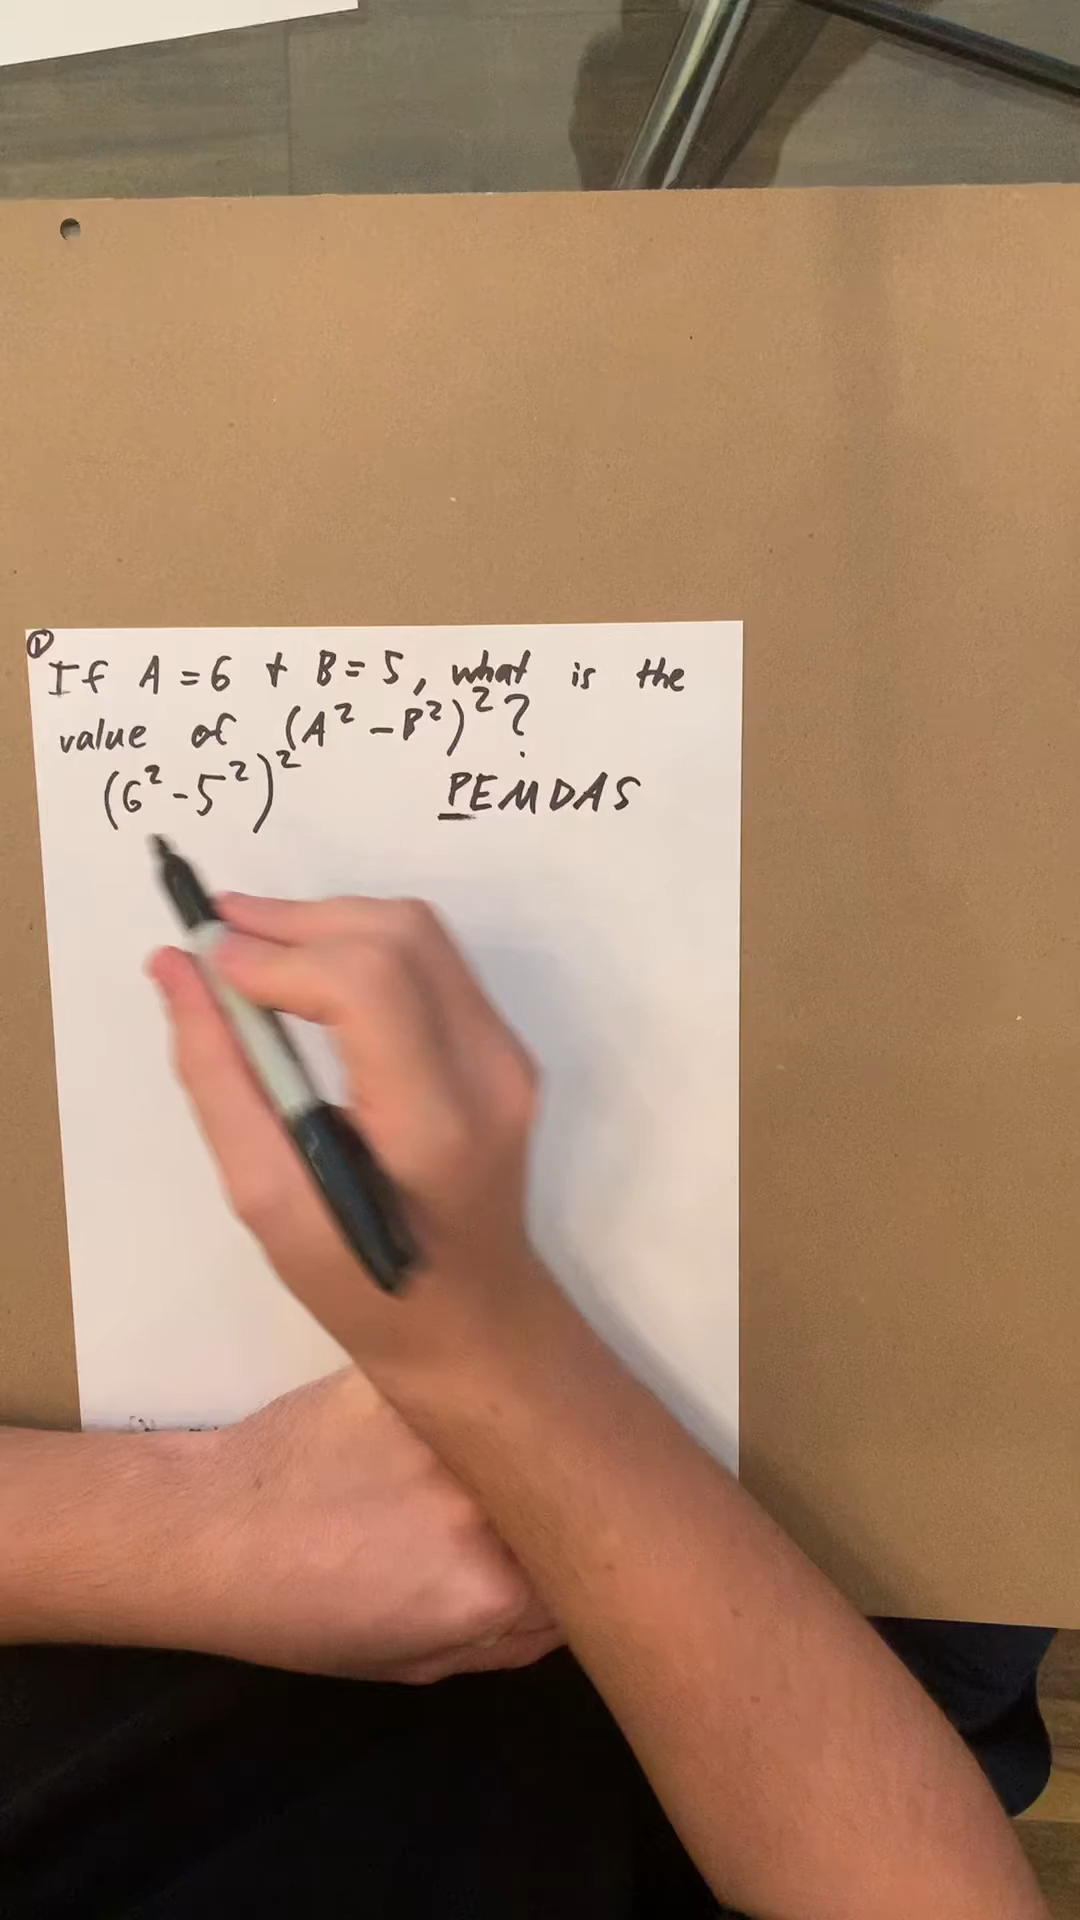 ①
If A = 6 + B = 5, what is the
value of (A² - B²)²?
(6² - 5²)²
PEMDAS